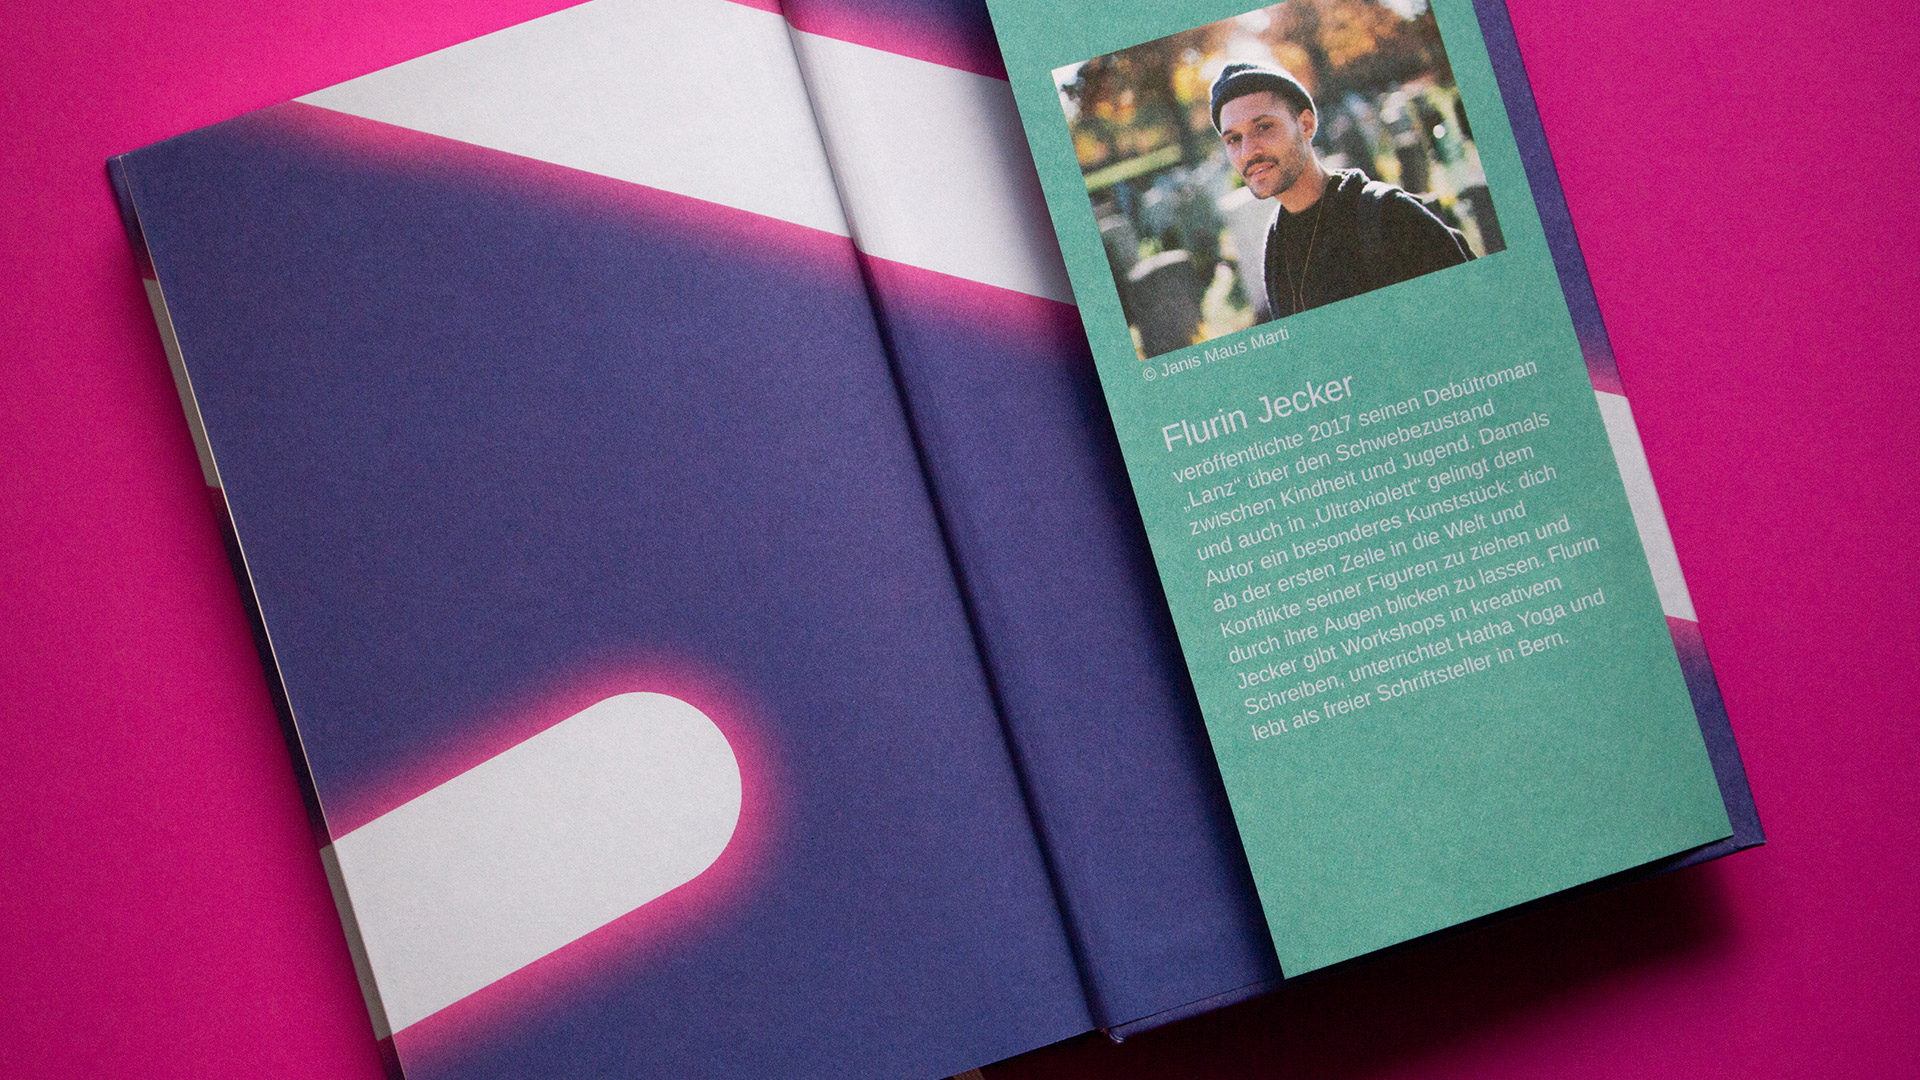 © Janis Maus Marti
Flurin Jecker
veröffentlichte 2017 seinen Debütroman
„Lanz“ über den Schwebezustand
zwischen Kindheit und Jugend. Damals
und auch in „Ultraviolett“ gelingt dem
Autor ein besonderes Kunststück: dich
ab der ersten Zeile in die Welt und
Konflikte seiner Figuren zu ziehen und
durch ihre Augen blicken zu lassen. Flurin
Jecker gibt Workshops in kreativem
Schreiben, unterrichtet Hatha Yoga und
lebt als freier Schriftsteller in Bern.